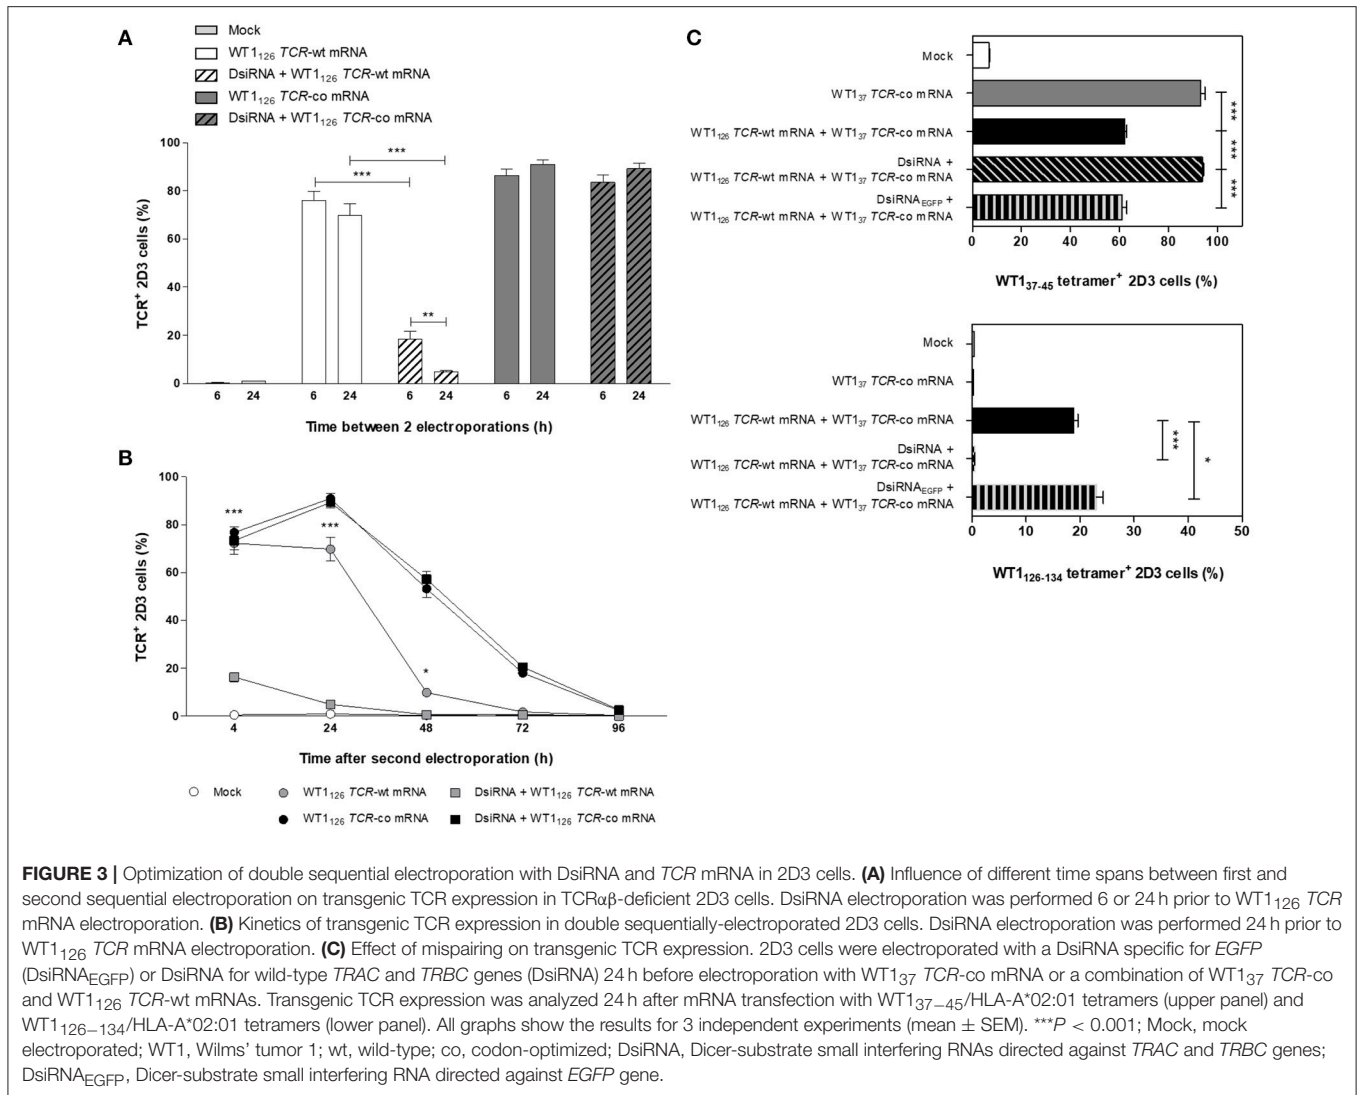 A
Mock
WT1126 TCR-wt mRNA
DsiRNA + WT1126 TCR-wt mRNA
WT1126 TCR-co mRNA
DsiRNA + WT1126 TCR-co mRNA
TCR+ 2D3 cells (%)
100
80
60
40
20
0
***
***
**
6 24 6 24 6 24 6 24 6 24
Time between 2 electroporations (h)
B
TCR+ 2D3 cells (%)
100
80
60
40
20
0
***
***
*
4 24 48 72 96
Time after second electroporation (h)
Mock
WT1126 TCR-wt mRNA
DsiRNA + WT1126 TCR-wt mRNA
WT1126 TCR-co mRNA
DsiRNA + WT1126 TCR-co mRNA
C
Mock
WT137 TCR-co mRNA
WT1126 TCR-wt mRNA + WT137 TCR-co mRNA
DsiRNA +
WT1126 TCR-wt mRNA + WT137 TCR-co mRNA
DsiRNAEGFP +
WT1126 TCR-wt mRNA + WT137 TCR-co mRNA
***
***
***
0 20 40 60 80 100
WT137-45 tetramer+ 2D3 cells (%)
Mock
WT137 TCR-co mRNA
WT1126 TCR-wt mRNA + WT137 TCR-co mRNA
DsiRNA +
WT1126 TCR-wt mRNA + WT137 TCR-co mRNA
DsiRNAEGFP +
WT1126 TCR-wt mRNA + WT137 TCR-co mRNA
***
*
0 10 20 30 40 50
WT1126-134 tetramer+ 2D3 cells (%)
FIGURE 3 | Optimization of double sequential electroporation with DsiRNA and TCR mRNA in 2D3 cells. (A) Influence of different time spans between first and
second sequential electroporation on transgenic TCR expression in TCRαβ-deficient 2D3 cells. DsiRNA electroporation was performed 6 or 24 h prior to WT1126 TCR
mRNA electroporation. (B) Kinetics of transgenic TCR expression in double sequentially-electroporated 2D3 cells. DsiRNA electroporation was performed 24 h prior to
WT1126 TCR mRNA electroporation. (C) Effect of mispairing on transgenic TCR expression. 2D3 cells were electroporated with a DsiRNA specific for EGFP
(DsiRNAEGFP) or DsiRNA for wild-type TRAC and TRBC genes (DsiRNA) 24 h before electroporation with WT137 TCR-co mRNA or a combination of WT137 TCR-co
and WT1126 TCR-wt mRNAs. Transgenic TCR expression was analyzed 24 h after mRNA transfection with WT137−45/HLA-A*02:01 tetramers (upper panel) and
WT1126−134/HLA-A*02:01 tetramers (lower panel). All graphs show the results for 3 independent experiments (mean ± SEM). ***P < 0.001; Mock, mock
electroporated; WT1, Wilms' tumor 1; wt, wild-type; co, codon-optimized; DsiRNA, Dicer-substrate small interfering RNAs directed against TRAC and TRBC genes;
DsiRNAEGFP, Dicer-substrate small interfering RNA directed against EGFP gene.